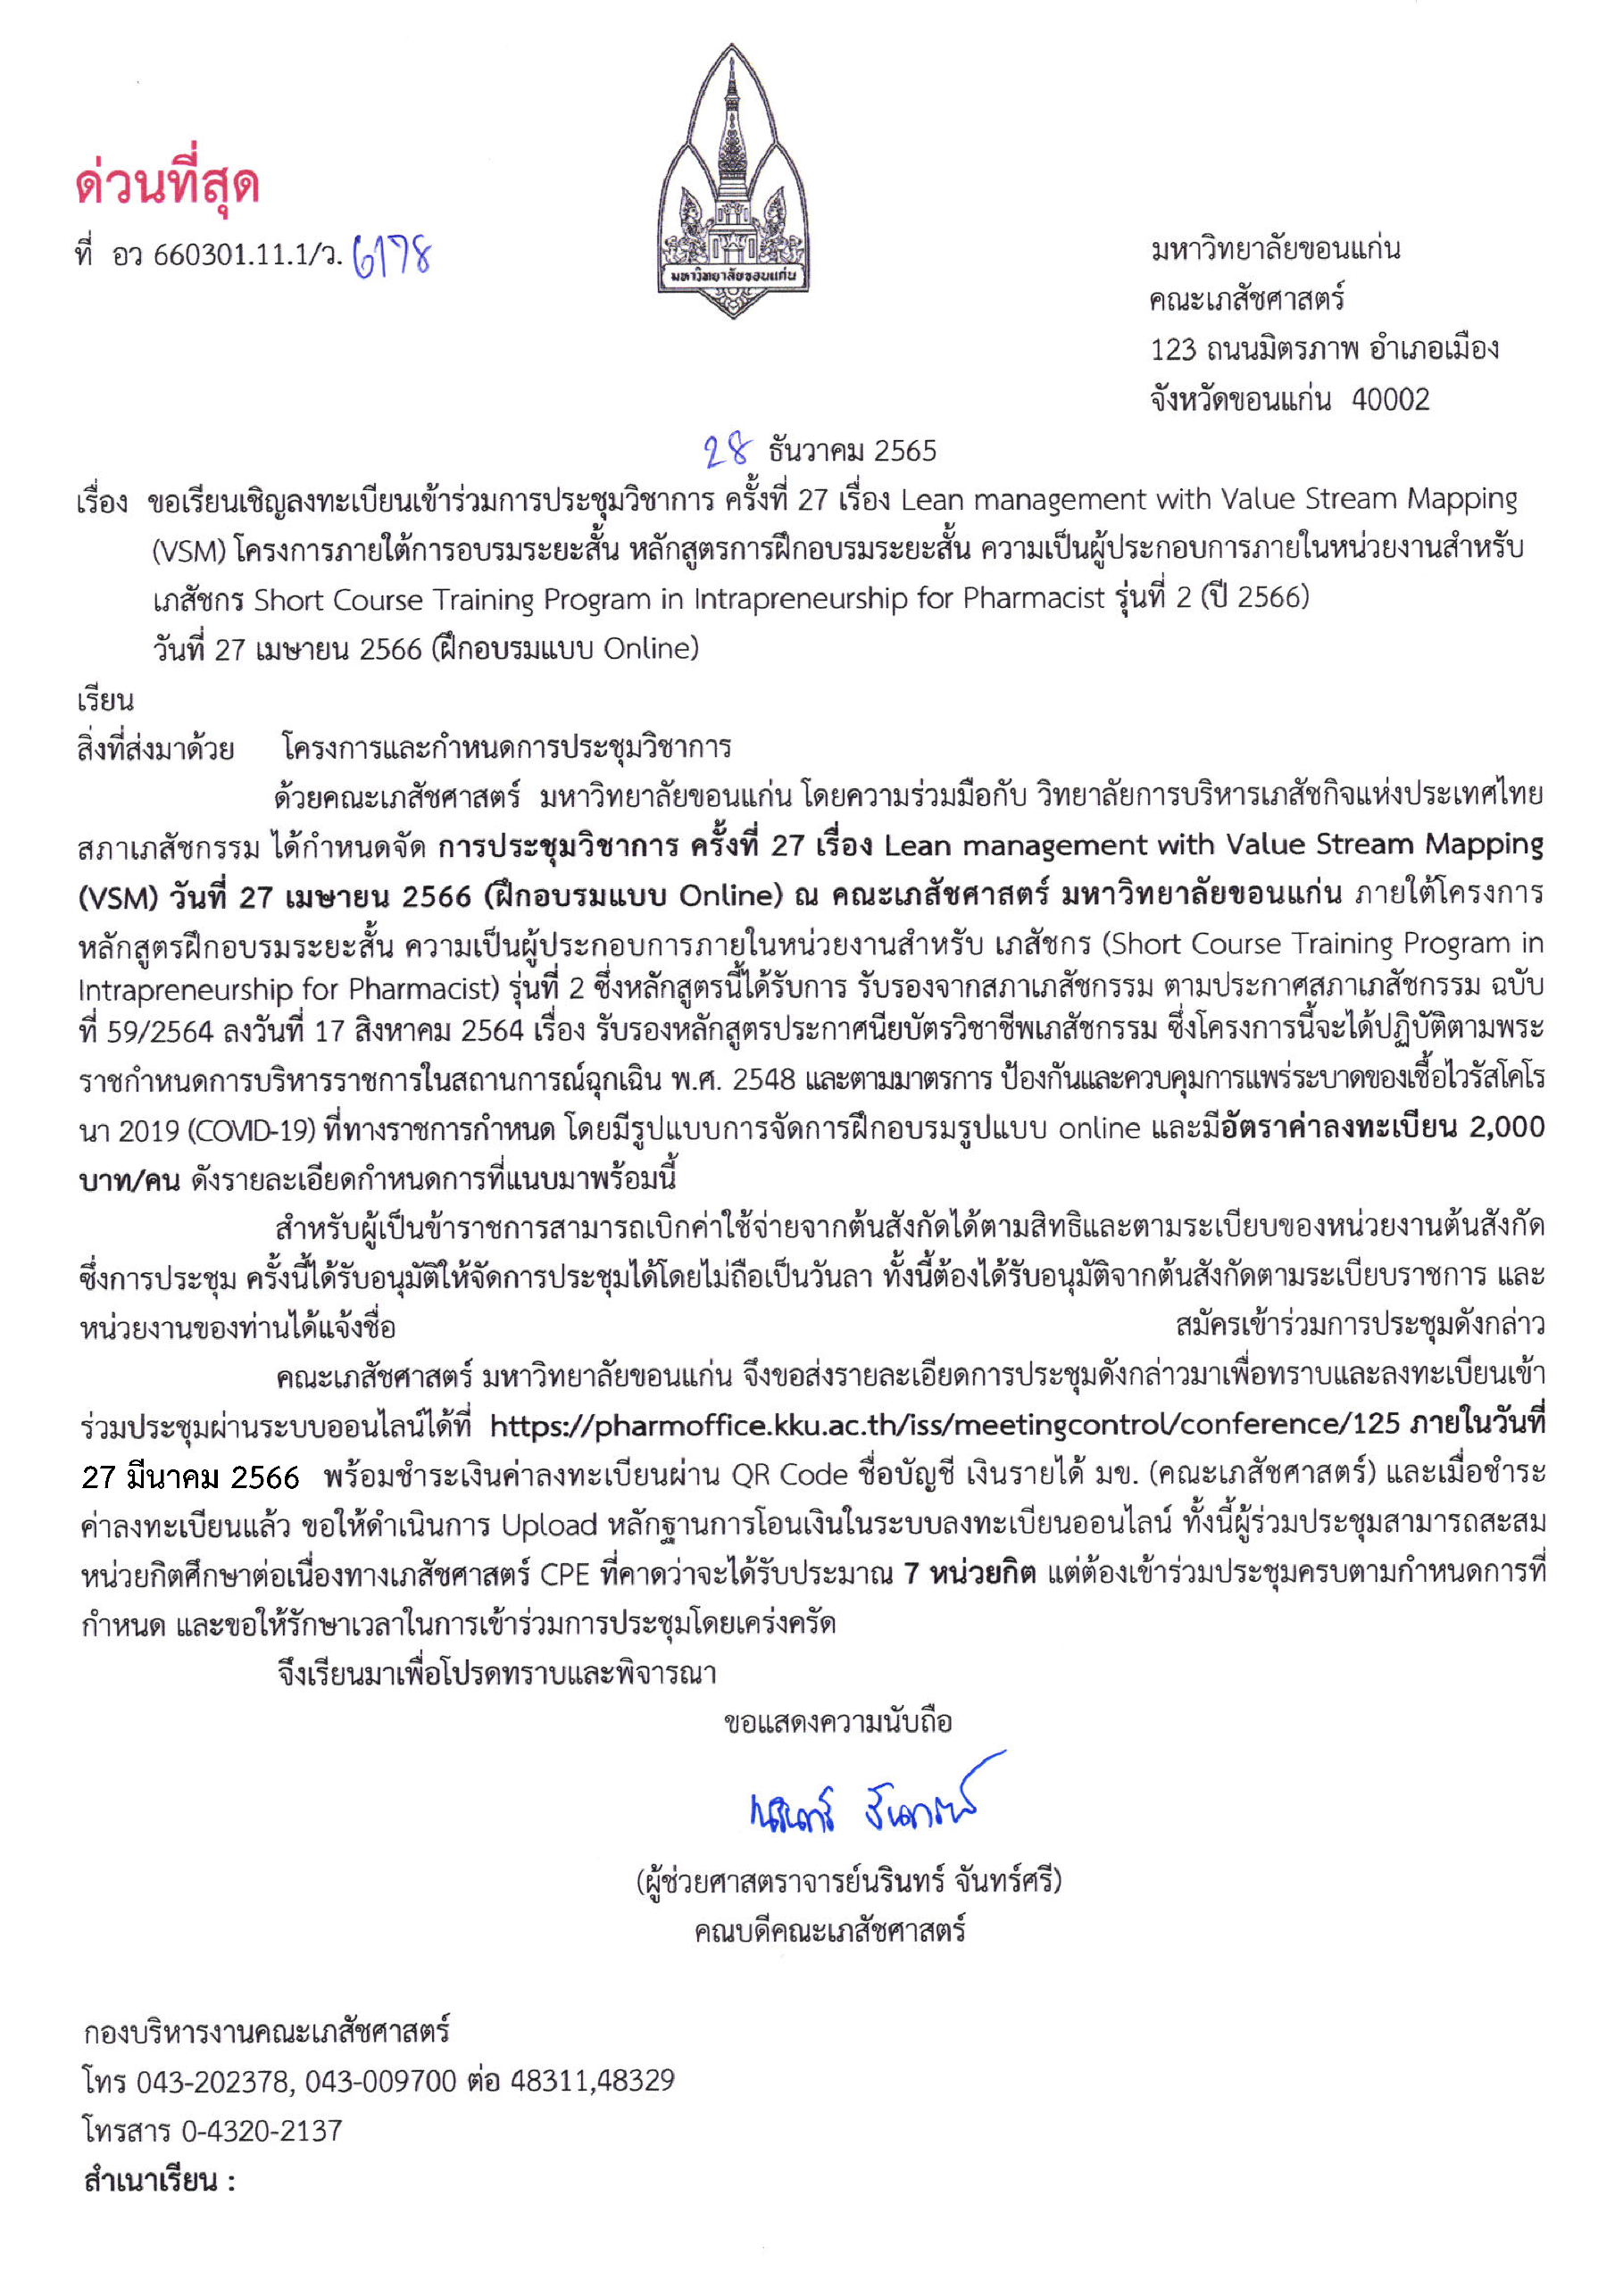 มหาวิทยาลัยขอนแก่น
ด่วนที่สุด
ที่ อว 660301.11.1/ว. 6178
มหาวิทยาลัยขอนแก่น
คณะเภสัชศาสตร์
123 ถนนมิตรภาพ อำเภอเมือง
จังหวัดขอนแก่น 40002
28 ธันวาคม 2565
เรื่อง ขอเรียนเชิญลงทะเบียนเข้าร่วมการประชุมวิชาการ ครั้งที่ 27 เรื่อง Lean management with Value Stream Mapping
(VSM) โครงการภายใต้การอบรมระยะสั้น หลักสูตรการฝึกอบรมระยะสั้น ความเป็นผู้ประกอบการภายในหน่วยงานสำหรับ
เภสัชกร Short Course Training Program in Intrapreneurship for Pharmacist รุ่นที่ 2 (ปี 2566)
วันที่ 27 เมษายน 2566 (ฝึกอบรมแบบ Online)
เรียน
สิ่งที่ส่งมาด้วย โครงการและกำหนดการประชุมวิชาการ
ด้วยคณะเภสัชศาสตร์ มหาวิทยาลัยขอนแก่น โดยความร่วมมือกับ วิทยาลัยการบริหารเภสัชกิจแห่งประเทศไทย
สภาเภสัชกรรม ได้กำหนดจัด การประชุมวิชาการ ครั้งที่ 27 เรื่อง Lean management with Value Stream Mapping
(VSM) วันที่ 27 เมษายน 2566 (ฝึกอบรมแบบ Online) ณ คณะเภสัชศาสตร์ มหาวิทยาลัยขอนแก่น ภายใต้โครงการ
หลักสูตรฝึกอบรมระยะสั้น ความเป็นผู้ประกอบการภายในหน่วยงานสำหรับ เภสัชกร (Short Course Training Program in
Intrapreneurship for Pharmacist) รุ่นที่ 2 ซึ่งหลักสูตรนี้ได้รับการ รับรองจากสภาเภสัชกรรม ตามประกาศสภาเภสัชกรรม ฉบับ
ที่ 59/2564 ลงวันที่ 17 สิงหาคม 2564 เรื่อง รับรองหลักสูตรประกาศนียบัตรวิชาชีพเภสัชกรรม ซึ่งโครงการนี้จะได้ปฏิบัติตามพระ
ราชกำหนดการบริหารราชการในสถานการณ์ฉุกเฉิน พ.ศ. 2548 และตามมาตรการ ป้องกันและควบคุมการแพร่ระบาดของเชื้อไวรัสโคโร
นา 2019 (COVID-19) ที่ทางราชการกำหนด โดยมีรูปแบบการจัดการฝึกอบรมรูปแบบ online และมีอัตราค่าลงทะเบียน 2,000
บาท/คน ดังรายละเอียดกำหนดการที่แนบมาพร้อมนี้
สำหรับผู้เป็นข้าราชการสามารถเบิกค่าใช้จ่ายจากต้นสังกัดได้ตามสิทธิและตามระเบียบของหน่วยงานต้นสังกัด
ซึ่งการประชุม ครั้งนี้ได้รับอนุมัติให้จัดการประชุมได้โดยไม่ถือเป็นวันลา ทั้งนี้ต้องได้รับอนุมัติจากต้นสังกัดตามระเบียบราชการ และ
หน่วยงานของท่านได้แจ้งชื่อ สมัครเข้าร่วมการประชุมดังกล่าว
คณะเภสัชศาสตร์ มหาวิทยาลัยขอนแก่น จึงขอส่งรายละเอียดการประชุมดังกล่าวมาเพื่อทราบและลงทะเบียนเข้า
ร่วมประชุมผ่านระบบออนไลน์ได้ที่ https://pharmoffice.kku.ac.th/iss/meetingcontrol/conference/125 ภายในวันที่
27 มีนาคม 2566 พร้อมชำระเงินค่าลงทะเบียนผ่าน QR Code ชื่อบัญชี เงินรายได้ มข. (คณะเภสัชศาสตร์) และเมื่อชำระ
ค่าลงทะเบียนแล้ว ขอให้ดำเนินการ Upload หลักฐานการโอนเงินในระบบลงทะเบียนออนไลน์ ทั้งนี้ผู้ร่วมประชุมสามารถสะสม
หน่วยกิตศึกษาต่อเนื่องทางเภสัชศาสตร์ CPE ที่คาดว่าจะได้รับประมาณ 7 หน่วยกิต แต่ต้องเข้าร่วมประชุมครบตามกำหนดการที่
กำหนด และขอให้รักษาเวลาในการเข้าร่วมการประชุมโดยเคร่งครัด
จึงเรียนมาเพื่อโปรดทราบและพิจารณา
ขอแสดงความนับถือ
(ผู้ช่วยศาสตราจารย์นรินทร์ จันทร์ศรี)
คณบดีคณะเภสัชศาสตร์
กองบริหารงานคณะเภสัชศาสตร์
โทร 043-202378, 043-009700 ต่อ 48311,48329
โทรสาร 0-4320-2137
สำเนาเรียน :